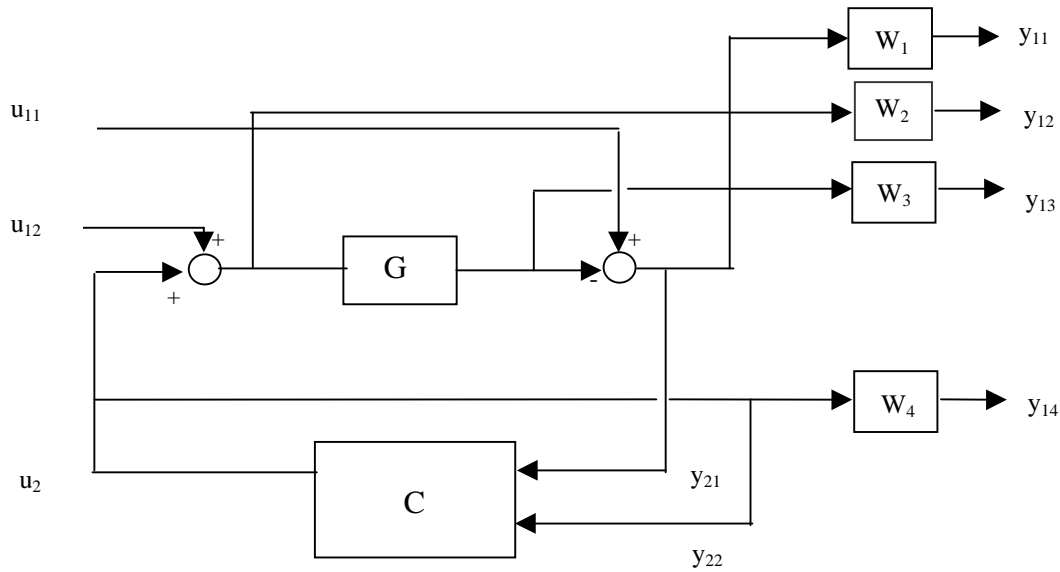 y₁₁
W₁
u₁₁
W₂
y₁₂
W₃
y₁₃
u₁₂
+
+
G
-
+
W₄
y₁₄
u₂
C
y₂₁
y₂₂